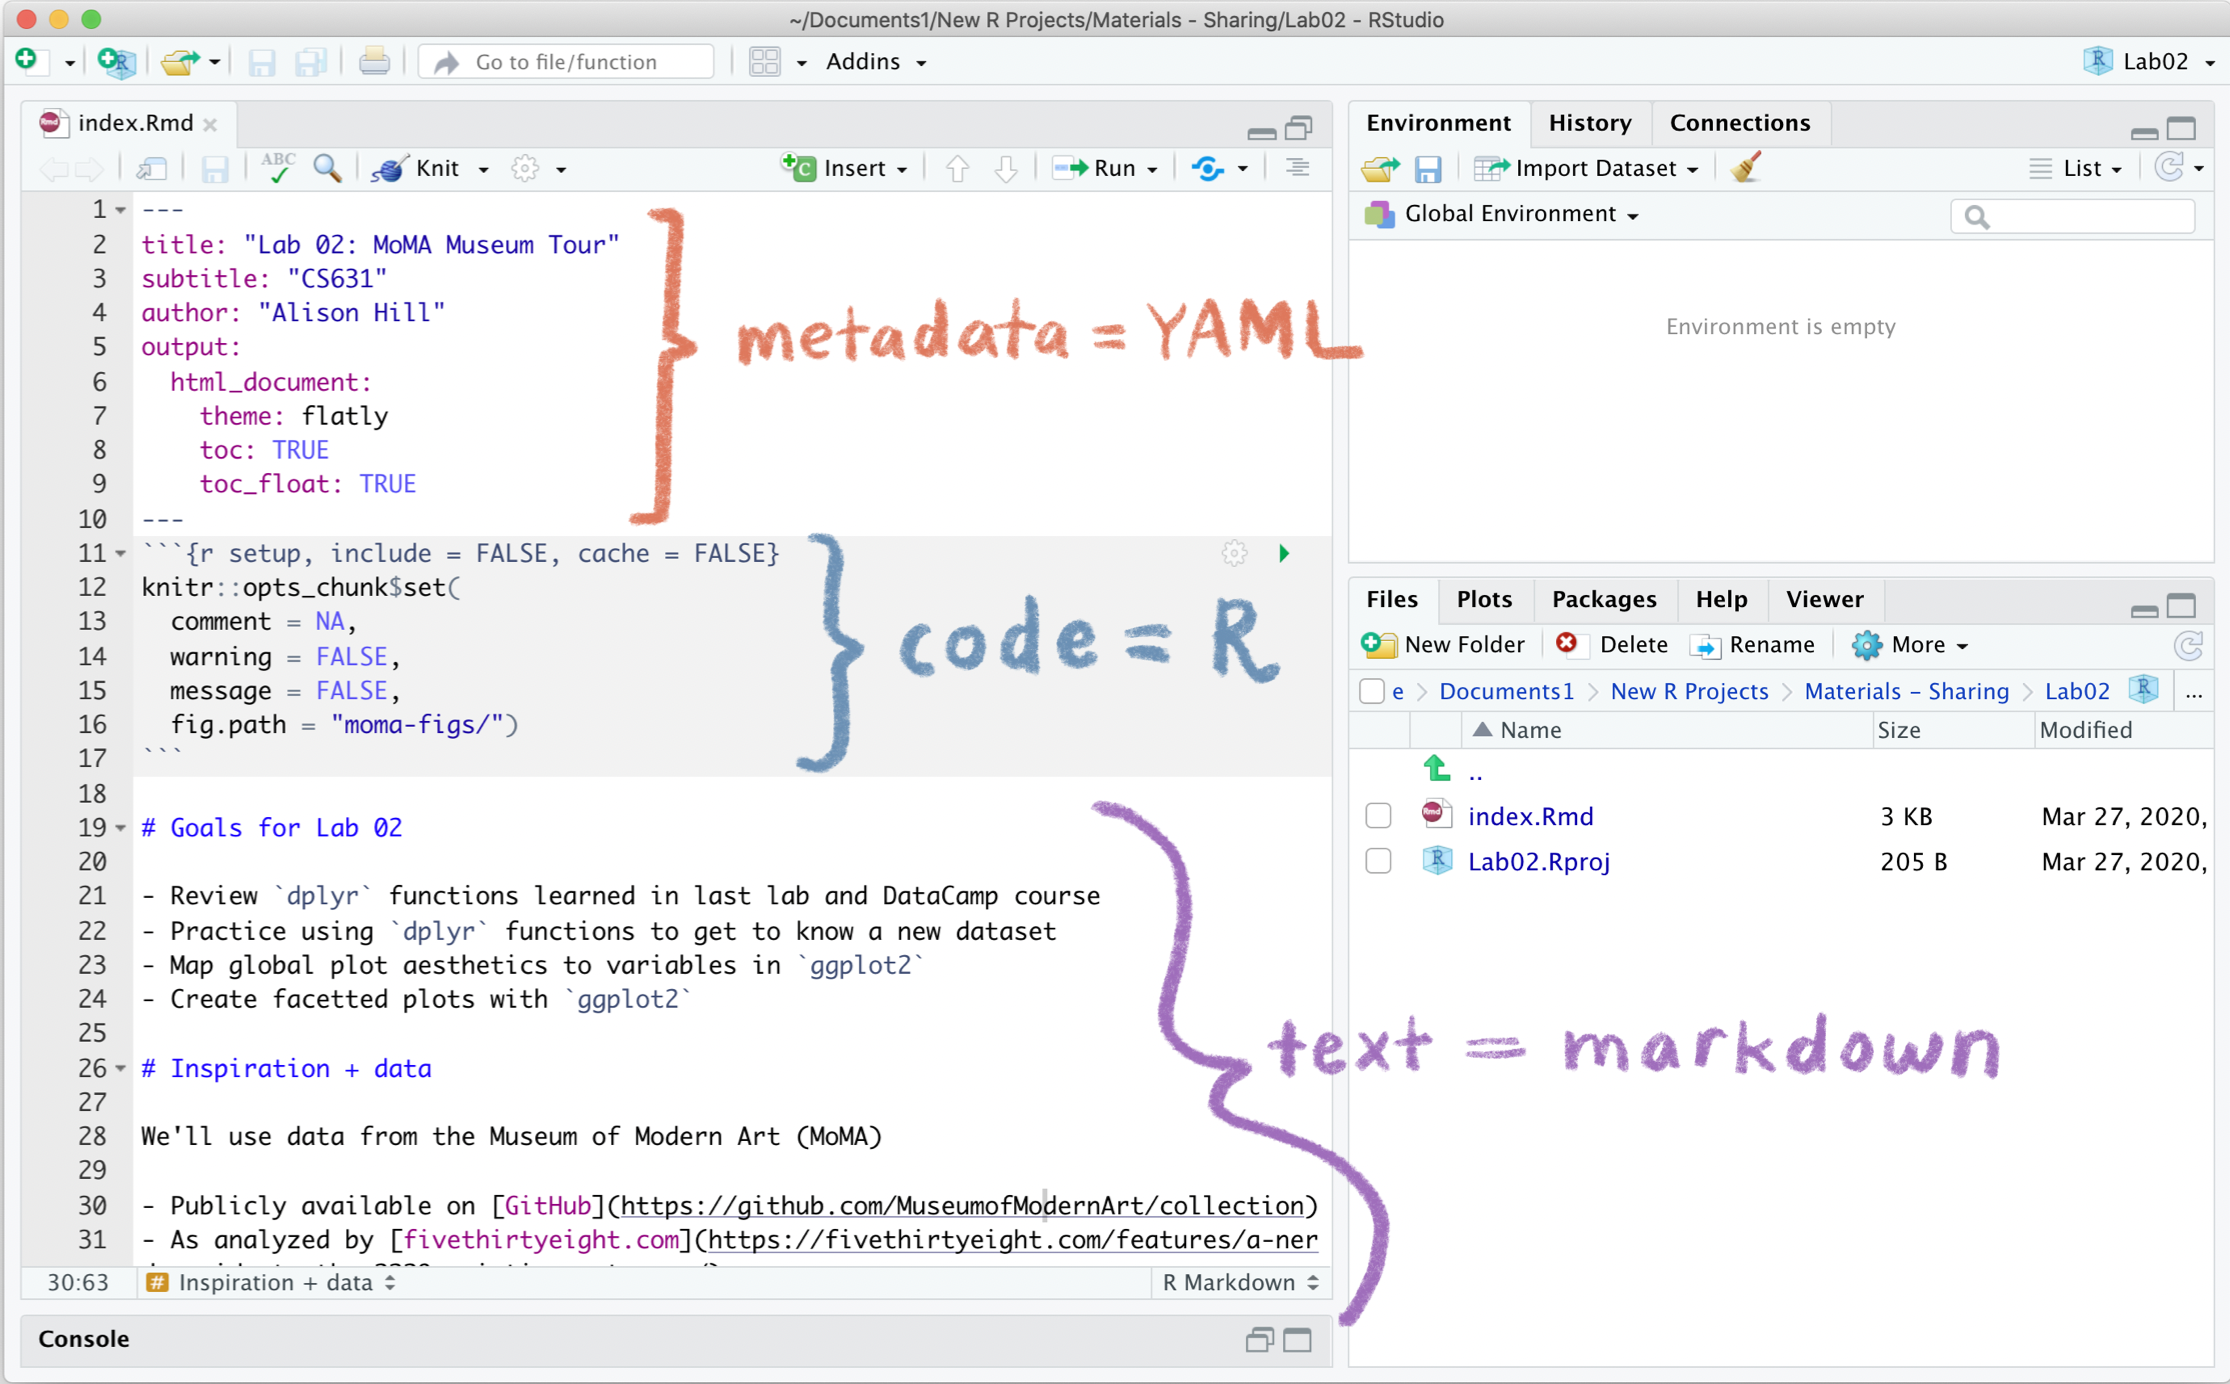 ~/Documents1/New R Projects/Materials - Sharing/Lab02 - RStudio
Go to file/function
Addins
Lab02
index.Rmd
ABC
Knit
Insert
Run
1 ---
2 title: "Lab 02: MoMA Museum Tour"
3 subtitle: "CS631"
4 author: "Alison Hill"
5 output:
6   html_document:
7     theme: flatly
8     toc: TRUE
9     toc_float: TRUE
10 ---
metadata = YAML
11 ```{r setup, include = FALSE, cache = FALSE}
12 knitr::opts_chunk$set(
13   comment = NA,
14   warning = FALSE,
15   message = FALSE,
16   fig.path = "moma-figs/")
17 ```
code = R
18
19 # Goals for Lab 02
20
21 - Review `dplyr` functions learned in last lab and DataCamp course
22 - Practice using `dplyr` functions to get to know a new dataset
23 - Map global plot aesthetics to variables in `ggplot2`
24 - Create facetted plots with `ggplot2`
25
26 # Inspiration + data
27
28 We'll use data from the Museum of Modern Art (MoMA)
29
30 - Publicly available on [GitHub](https://github.com/MuseumofModernArt/collection)
31 - As analyzed by [fivethirtyeight.com](https://fivethirtyeight.com/features/a-ner
text = markdown
30:63 # Inspiration + data R Markdown
Console
Environment History Connections
Import Dataset List
Global Environment
Environment is empty
Files Plots Packages Help Viewer
New Folder Delete Rename More
e Documents1 New R Projects Materials - Sharing Lab02 ...
Name Size Modified
..
index.Rmd 3 KB Mar 27, 2020,
Lab02.Rproj 205 B Mar 27, 2020,